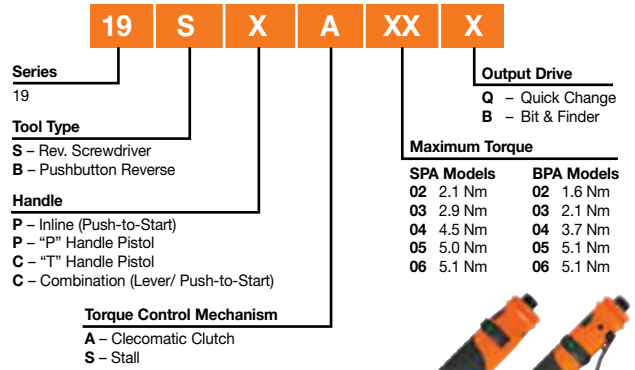 19 S X A XX X
Series
19
Tool Type
S – Rev. Screwdriver
B – Pushbutton Reverse
Handle
P – Inline (Push-to-Start)
P – “P” Handle Pistol
C – “T” Handle Pistol
C – Combination (Lever/ Push-to-Start)
Torque Control Mechanism
A – Clecomatic Clutch
S – Stall
Output Drive
Q – Quick Change
B – Bit & Finder
Maximum Torque
SPA Models BPA Models
02 2.1 Nm 02 1.6 Nm
03 2.9 Nm 03 2.1 Nm
04 4.5 Nm 04 3.7 Nm
05 5.0 Nm 05 5.1 Nm
06 5.1 Nm 06 5.1 Nm